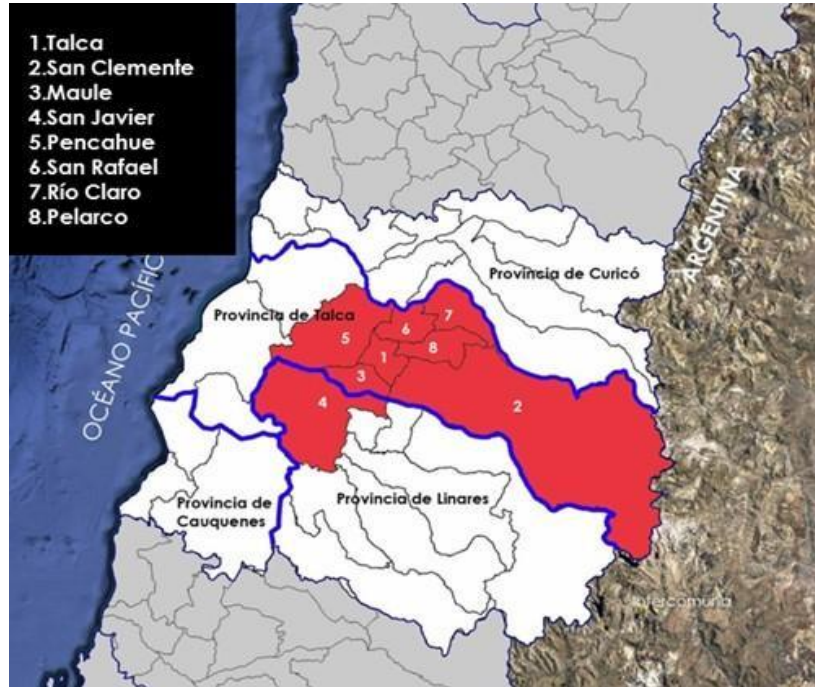 1.Talca
2.San Clemente
3.Maule
4.San Javier
5.Pencahue
6.San Rafael
7.Río Claro
8.Pelarco
OCÉANO PACÍFIC
ARGENTINA
Provincia de Curicó
Provincia de Talca
7
6
5
8
1
3
4
2
Provincia de
Cauquenes
Provincia de Linares
Intercomuna